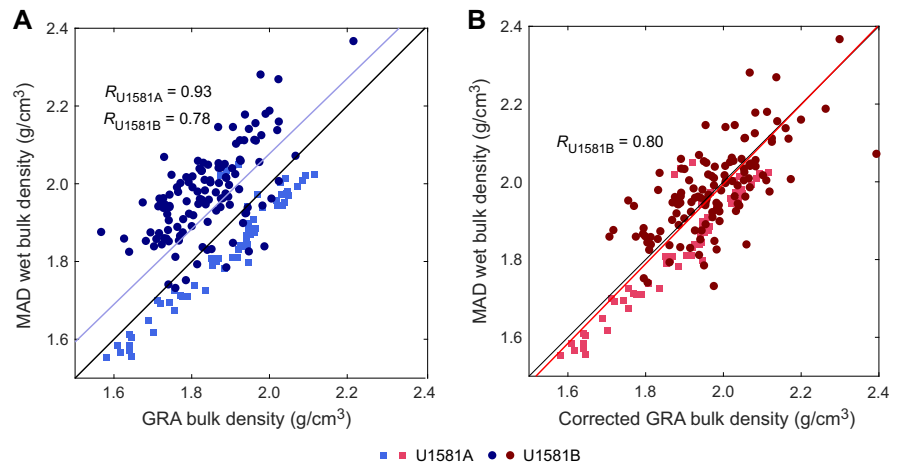 A
MAD wet bulk density (g/cm³)
2.4
2.2
2.0
1.8
1.6
R_U1581A = 0.93
R_U1581B = 0.78
1.6 1.8 2.0 2.2 2.4
GRA bulk density (g/cm³)
B
MAD wet bulk density (g/cm³)
2.4
2.2
2.0
1.8
1.6
R_U1581B = 0.80
1.6 1.8 2.0 2.2 2.4
Corrected GRA bulk density (g/cm³)
U1581A U1581B